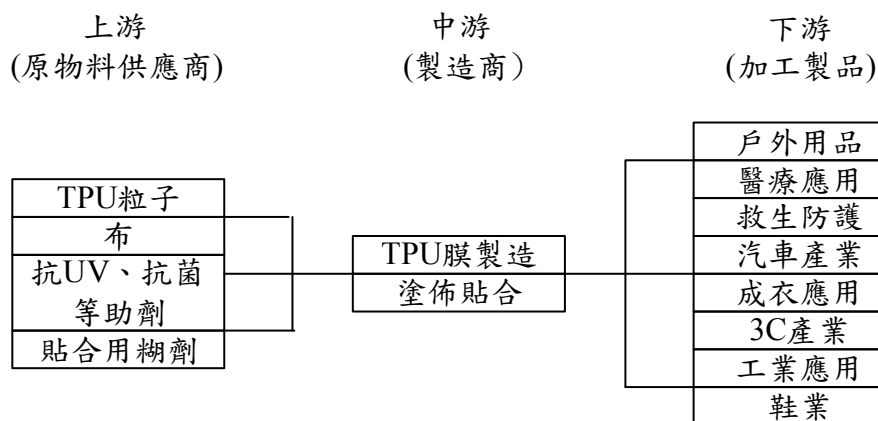 上游
(原物料供應商)
中游
(製造商）
下游
(加工製品)
TPU粒子
布
抗UV、抗菌
等助劑
貼合用糊劑
TPU膜製造
塗佈貼合
戶外用品
醫療應用
救生防護
汽車產業
成衣應用
3C產業
工業應用
鞋業